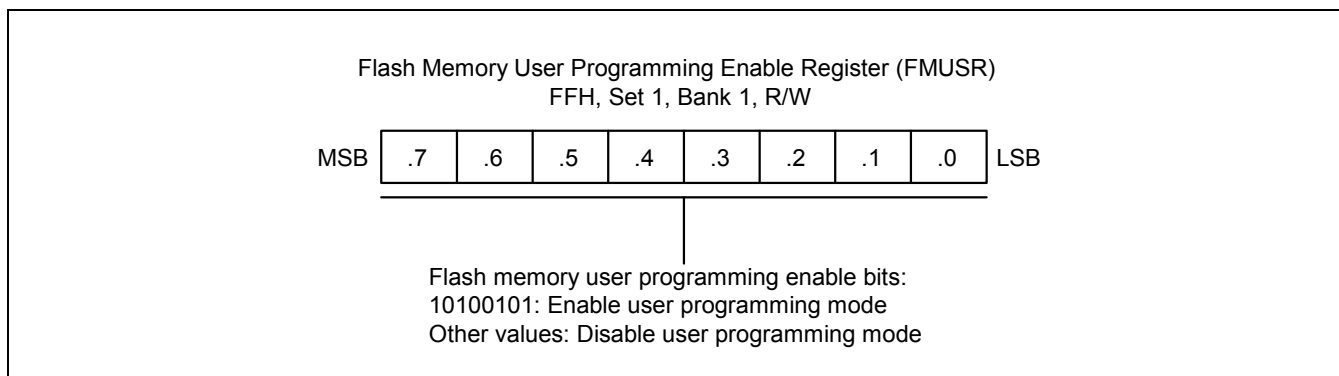 Flash Memory User Programming Enable Register (FMUSR)
FFH, Set 1, Bank 1, R/W
MSB .7 .6 .5 .4 .3 .2 .1 .0 LSB
Flash memory user programming enable bits:
10100101: Enable user programming mode
Other values: Disable user programming mode